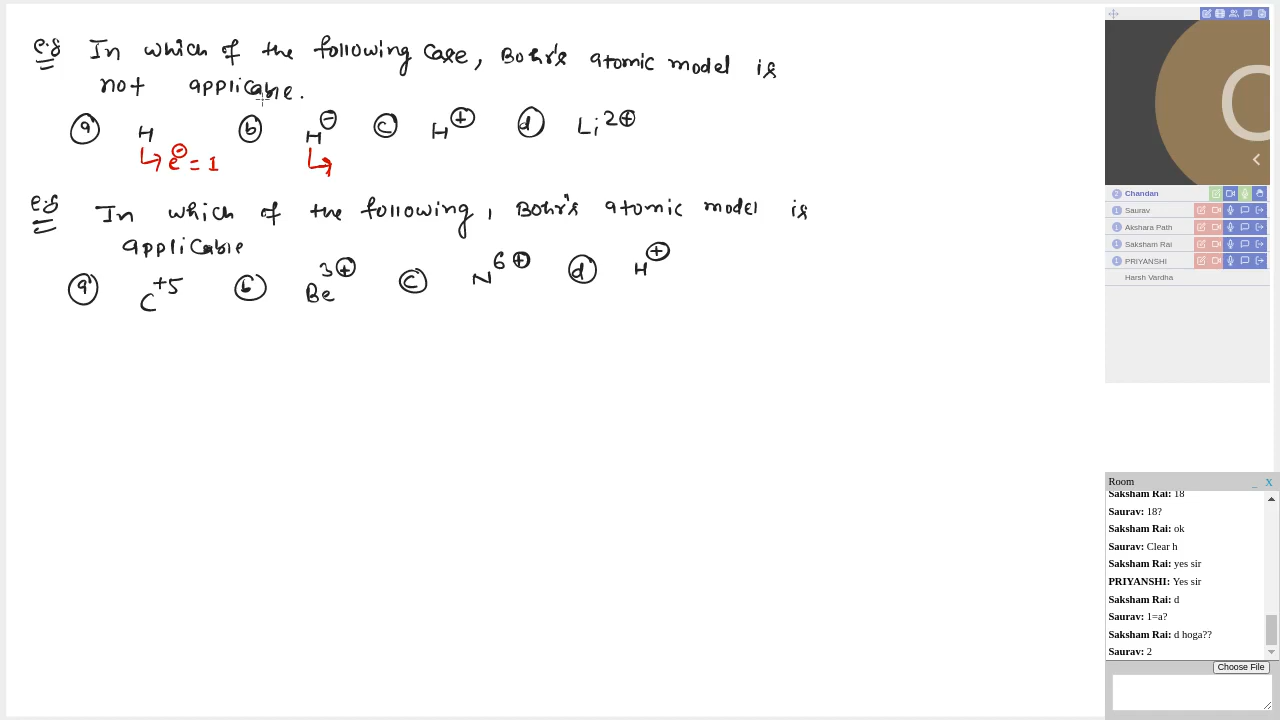 e.g In which of the following case, Bohr's atomic model is
not applicable.
(a) H (b) H⊖ (c) H⊕ (d) Li2⊕
↳ e⊖ = 1 ↳
e.g In which of the following, Bohr's atomic model is
applicable
(a) C+5 (b) Be3⊕ (c) N6⊕ (d) H⊕
C
Chandan
Saurav
Akshara Path
Saksham Rai
PRIYANSHI
Harsh Vardha
Room _ X
Saksham Rai: 18
Saurav: 18?
Saksham Rai: ok
Saurav: Clear h
Saksham Rai: yes sir
PRIYANSHI: Yes sir
Saksham Rai: d
Saurav: 1=a?
Saksham Rai: d hoga??
Saurav: 2
Choose File